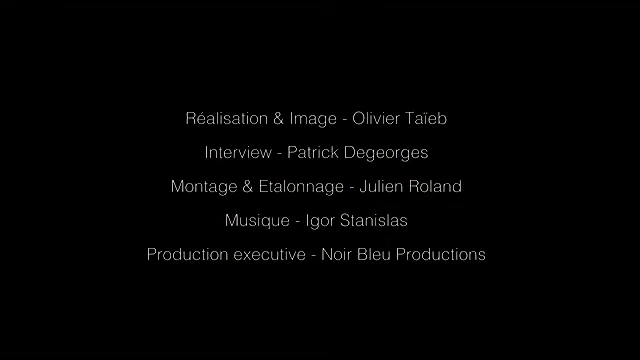 Réalisation & Image - Olivier Taïeb
Interview - Patrick Degeorges
Montage & Etalonnage - Julien Roland
Musique - Igor Stanislas
Production executive - Noir Bleu Productions